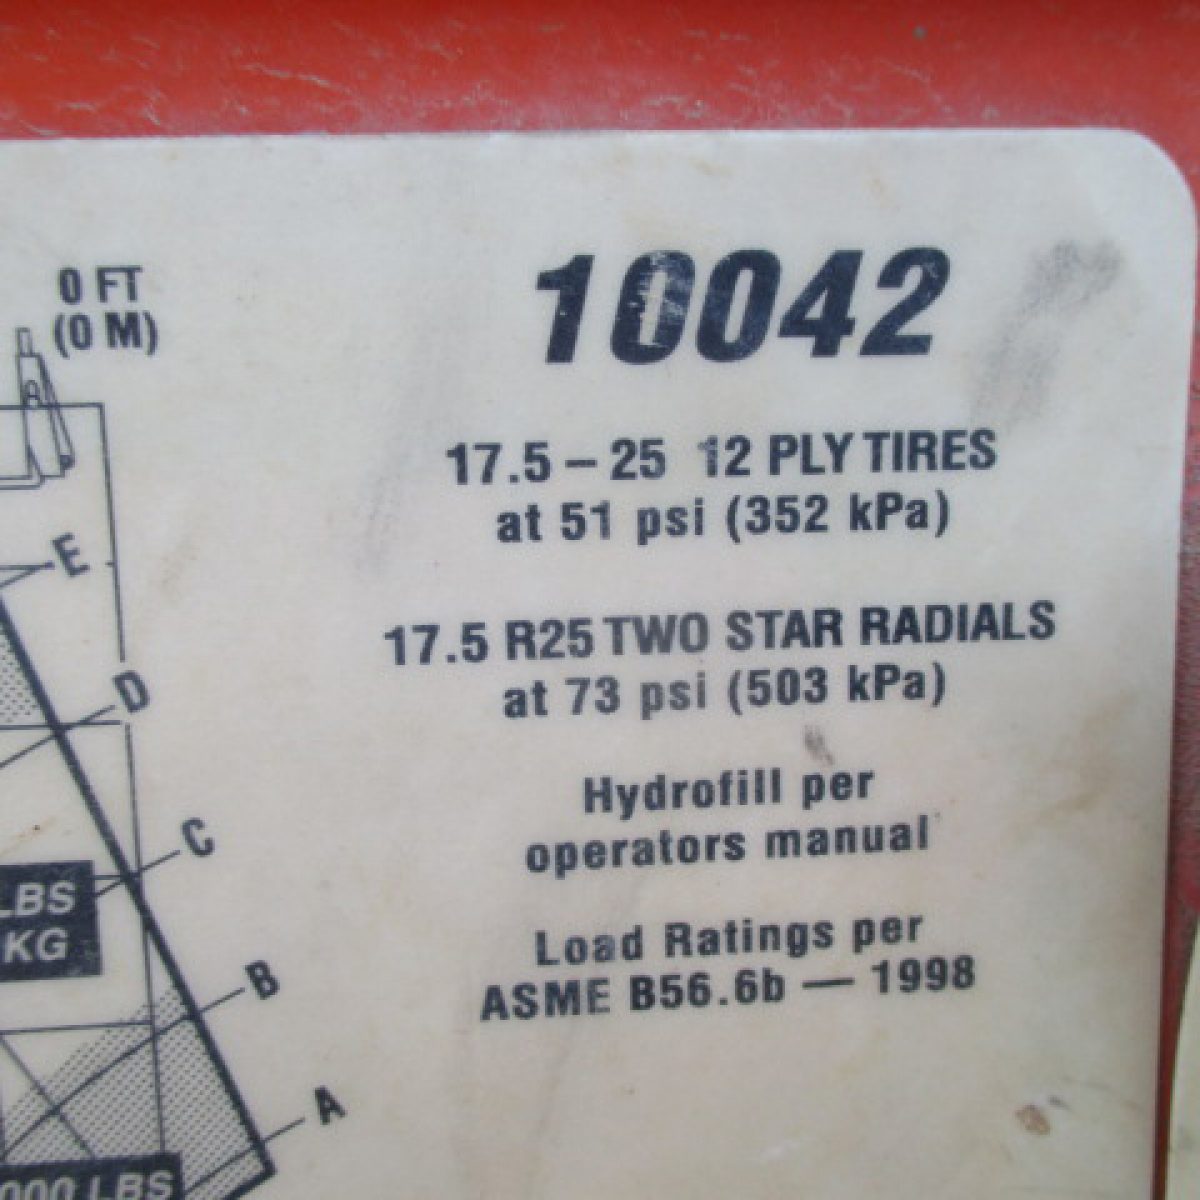 0 FT
(0 M)
10042
17.5 – 25 12 PLY TIRES
at 51 psi (352 kPa)
E
17.5 R25 TWO STAR RADIALS
at 73 psi (503 kPa)
D
Hydrofill per
operators manual
C
LBS
KG
Load Ratings per
ASME B56.6b — 1998
B
A
000 LBS